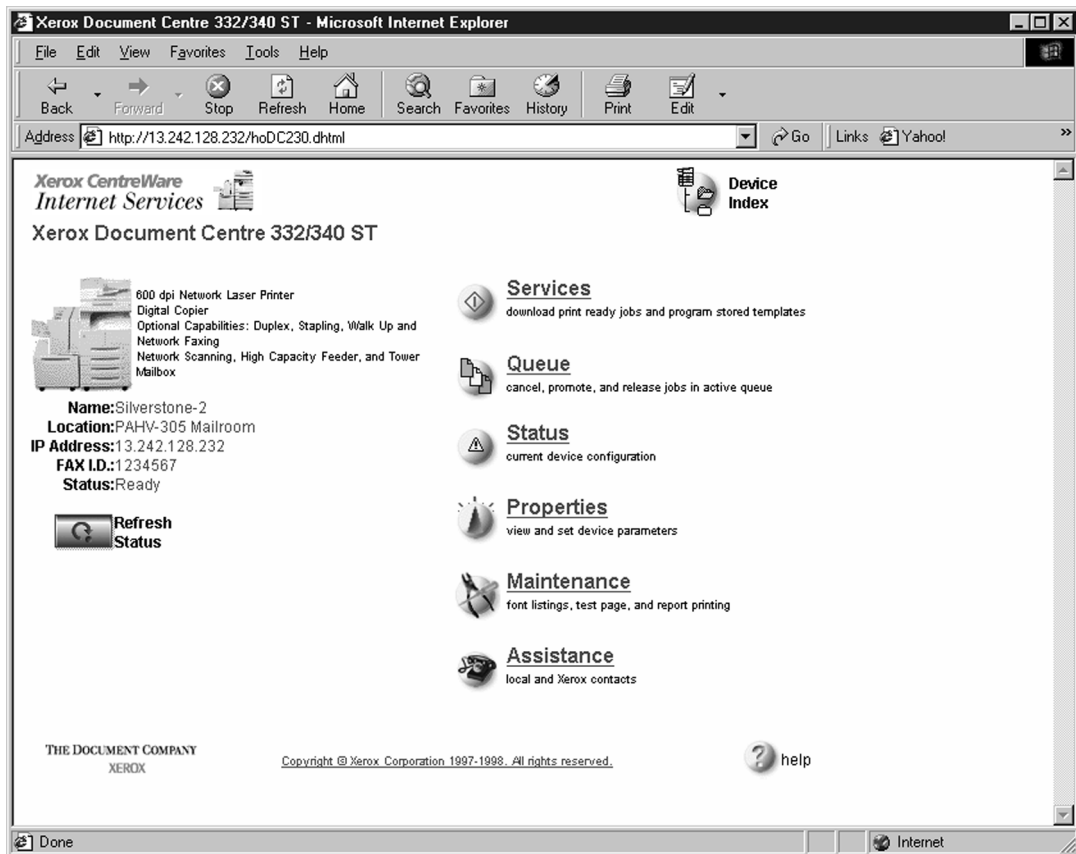 Xerox Document Centre 332/340 ST - Microsoft Internet Explorer
File Edit View Favorites Tools Help
Back Forward Stop Refresh Home Search Favorites History Print Edit
Address http://13.242.128.232/hoDC230.dhtml Go Links Yahoo! »
Xerox CentreWare
Internet Services
Device
Index
Xerox Document Centre 332/340 ST
600 dpi Network Laser Printer
Digital Copier
Optional Capabilities: Duplex, Stapling, Walk Up and
Network Faxing
Network Scanning, High Capacity Feeder, and Tower
Mailbox
Name:Silverstone-2
Location:PAHV-305 Mailroom
IP Address:13.242.128.232
FAX I.D.:1234567
Status:Ready
Refresh
Status
Services
download print ready jobs and program stored templates
Queue
cancel, promote, and release jobs in active queue
Status
current device configuration
Properties
view and set device parameters
Maintenance
font listings, test page, and report printing
Assistance
local and Xerox contacts
THE DOCUMENT COMPANY
XEROX
Copyright © Xerox Corporation 1997-1998. All rights reserved.
? help
Done Internet